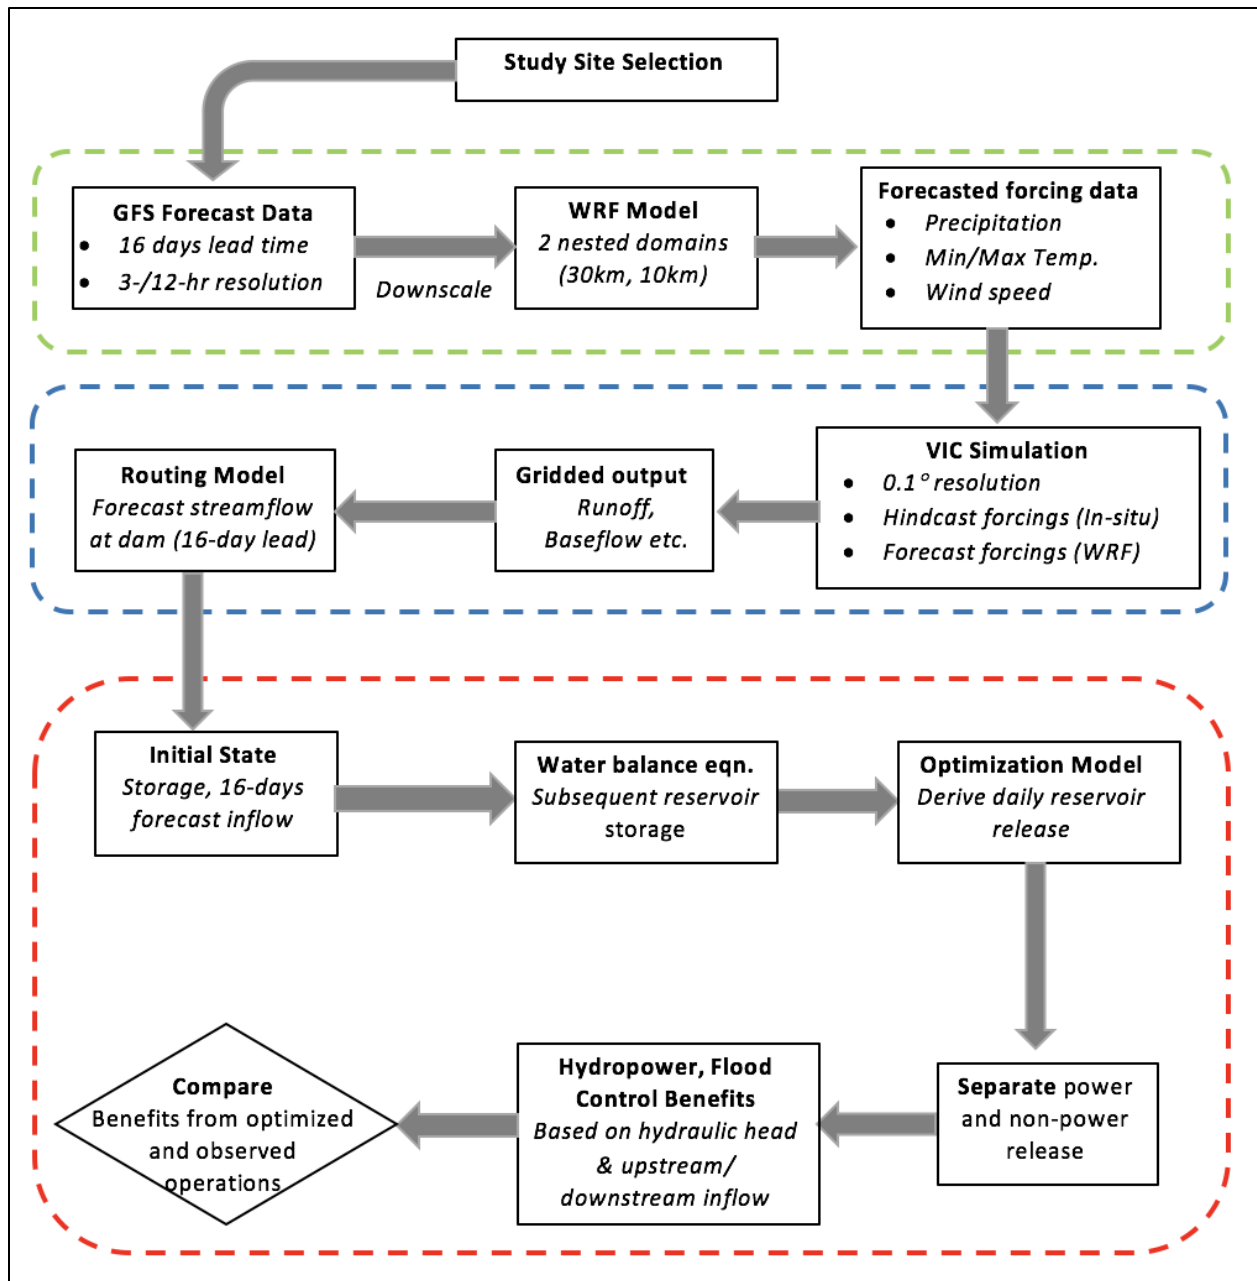 Study Site Selection
GFS Forecast Data
• 16 days lead time
• 3-/12-hr resolution
Downscale
WRF Model
2 nested domains
(30km, 10km)
Forecasted forcing data
• Precipitation
• Min/Max Temp.
• Wind speed
VIC Simulation
• 0.1° resolution
• Hindcast forcings (In-situ)
• Forecast forcings (WRF)
Gridded output
Runoff,
Baseflow etc.
Routing Model
Forecast streamflow
at dam (16-day lead)
Initial State
Storage, 16-days
forecast inflow
Water balance eqn.
Subsequent reservoir
storage
Optimization Model
Derive daily reservoir
release
Separate power
and non-power
release
Hydropower, Flood
Control Benefits
Based on hydraulic head
& upstream/
downstream inflow
Compare
Benefits from optimized
and observed
operations